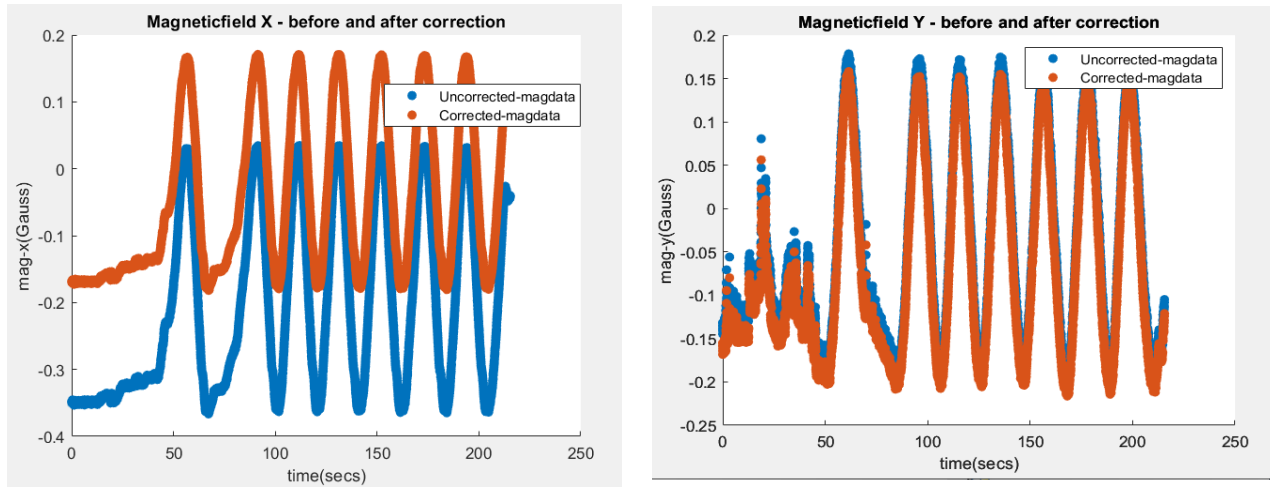 Magneticfield X - before and after correction
0.2
0.1
0
-0.1
-0.2
-0.3
-0.4
mag-x(Gauss)
Uncorrected-magdata
Corrected-magdata
0 50 100 150 200 250
time(secs)
Magneticfield Y - before and after correction
0.2
0.15
0.1
0.05
0
-0.05
-0.1
-0.15
-0.2
-0.25
mag-y(Gauss)
Uncorrected-magdata
Corrected-magdata
0 50 100 150 200 250
time(secs)